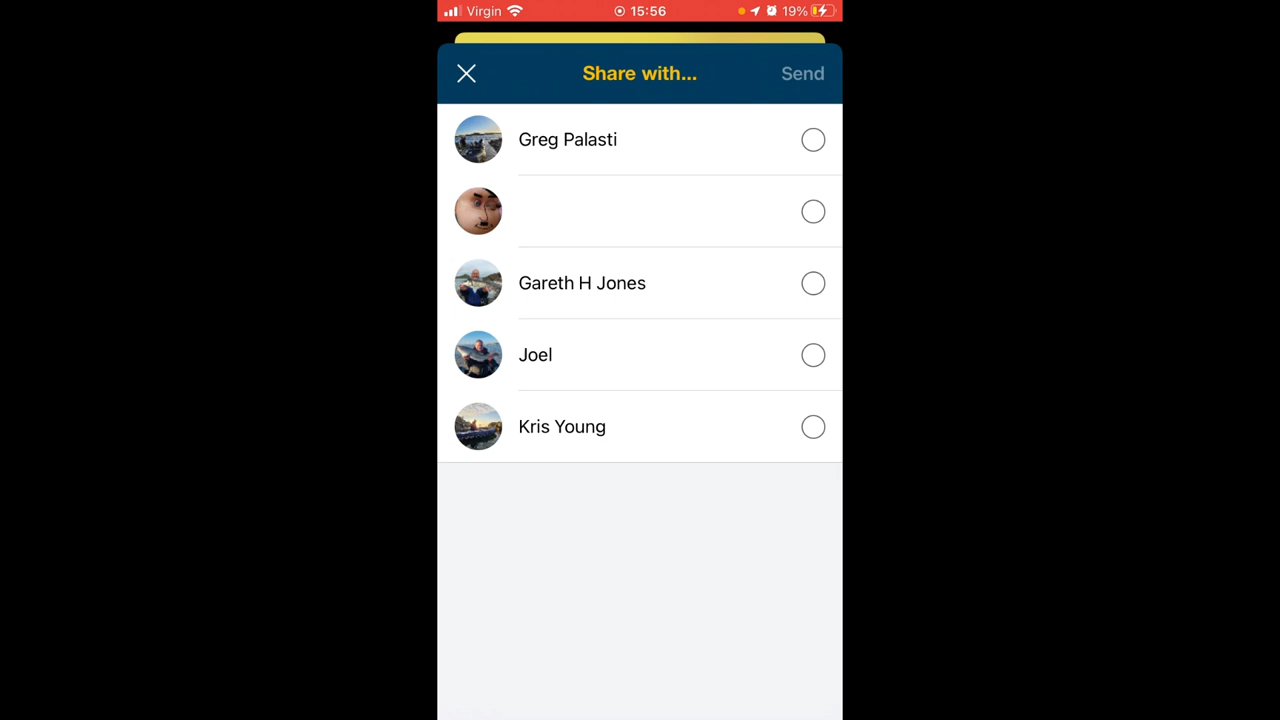 Virgin 15:56 19%
Share with... Send
Greg Palasti
Gareth H Jones
Joel
Kris Young